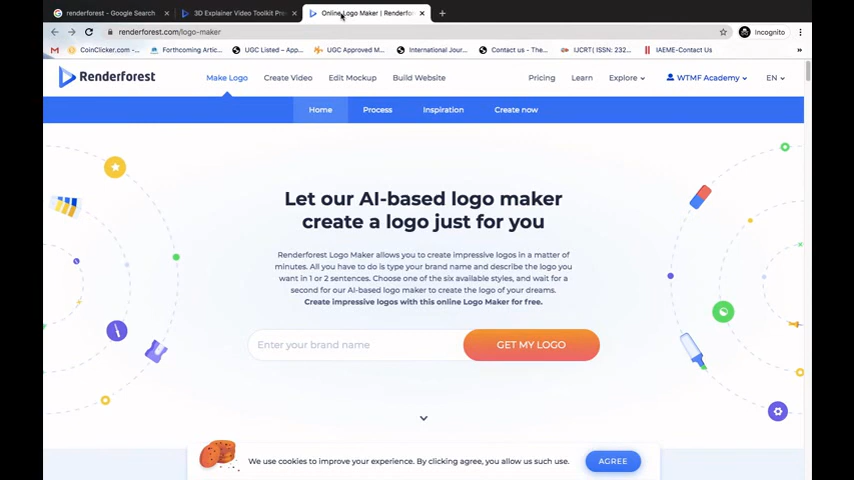 renderforest - Google Search
3D Explainer Video Toolkit Pre
Online Logo Maker | Renderfo
renderforest.com/logo-maker
Incognito
CoinClicker.com -...
Forthcoming Articl...
UGC Listed – App...
UGC Approved M...
International Jour...
Contact us - The...
IJCRT( ISSN: 232...
IAEME-Contact Us
Renderforest
Make Logo
Create Video
Edit Mockup
Build Website
Pricing
Learn
Explore
WTMF Academy
EN
Home
Process
Inspiration
Create now
Let our AI-based logo maker
create a logo just for you
Renderforest Logo Maker allows you to create impressive logos in a matter of
minutes. All you have to do is type your brand name and describe the logo you
want in 1 or 2 sentences. Choose one of the six available styles, and wait for a
second for our AI-based logo maker to create the logo of your dreams.
Create impressive logos with this online Logo Maker for free.
Enter your brand name
GET MY LOGO
We use cookies to improve your experience. By clicking agree, you allow us such use.
AGREE